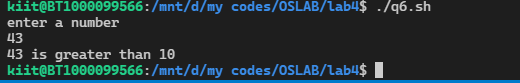 kiit@BT1000099566:/mnt/d/my codes/OSLAB/lab4$ ./q6.sh
enter a number
43
43 is greater than 10
kiit@BT1000099566:/mnt/d/my codes/OSLAB/lab4$